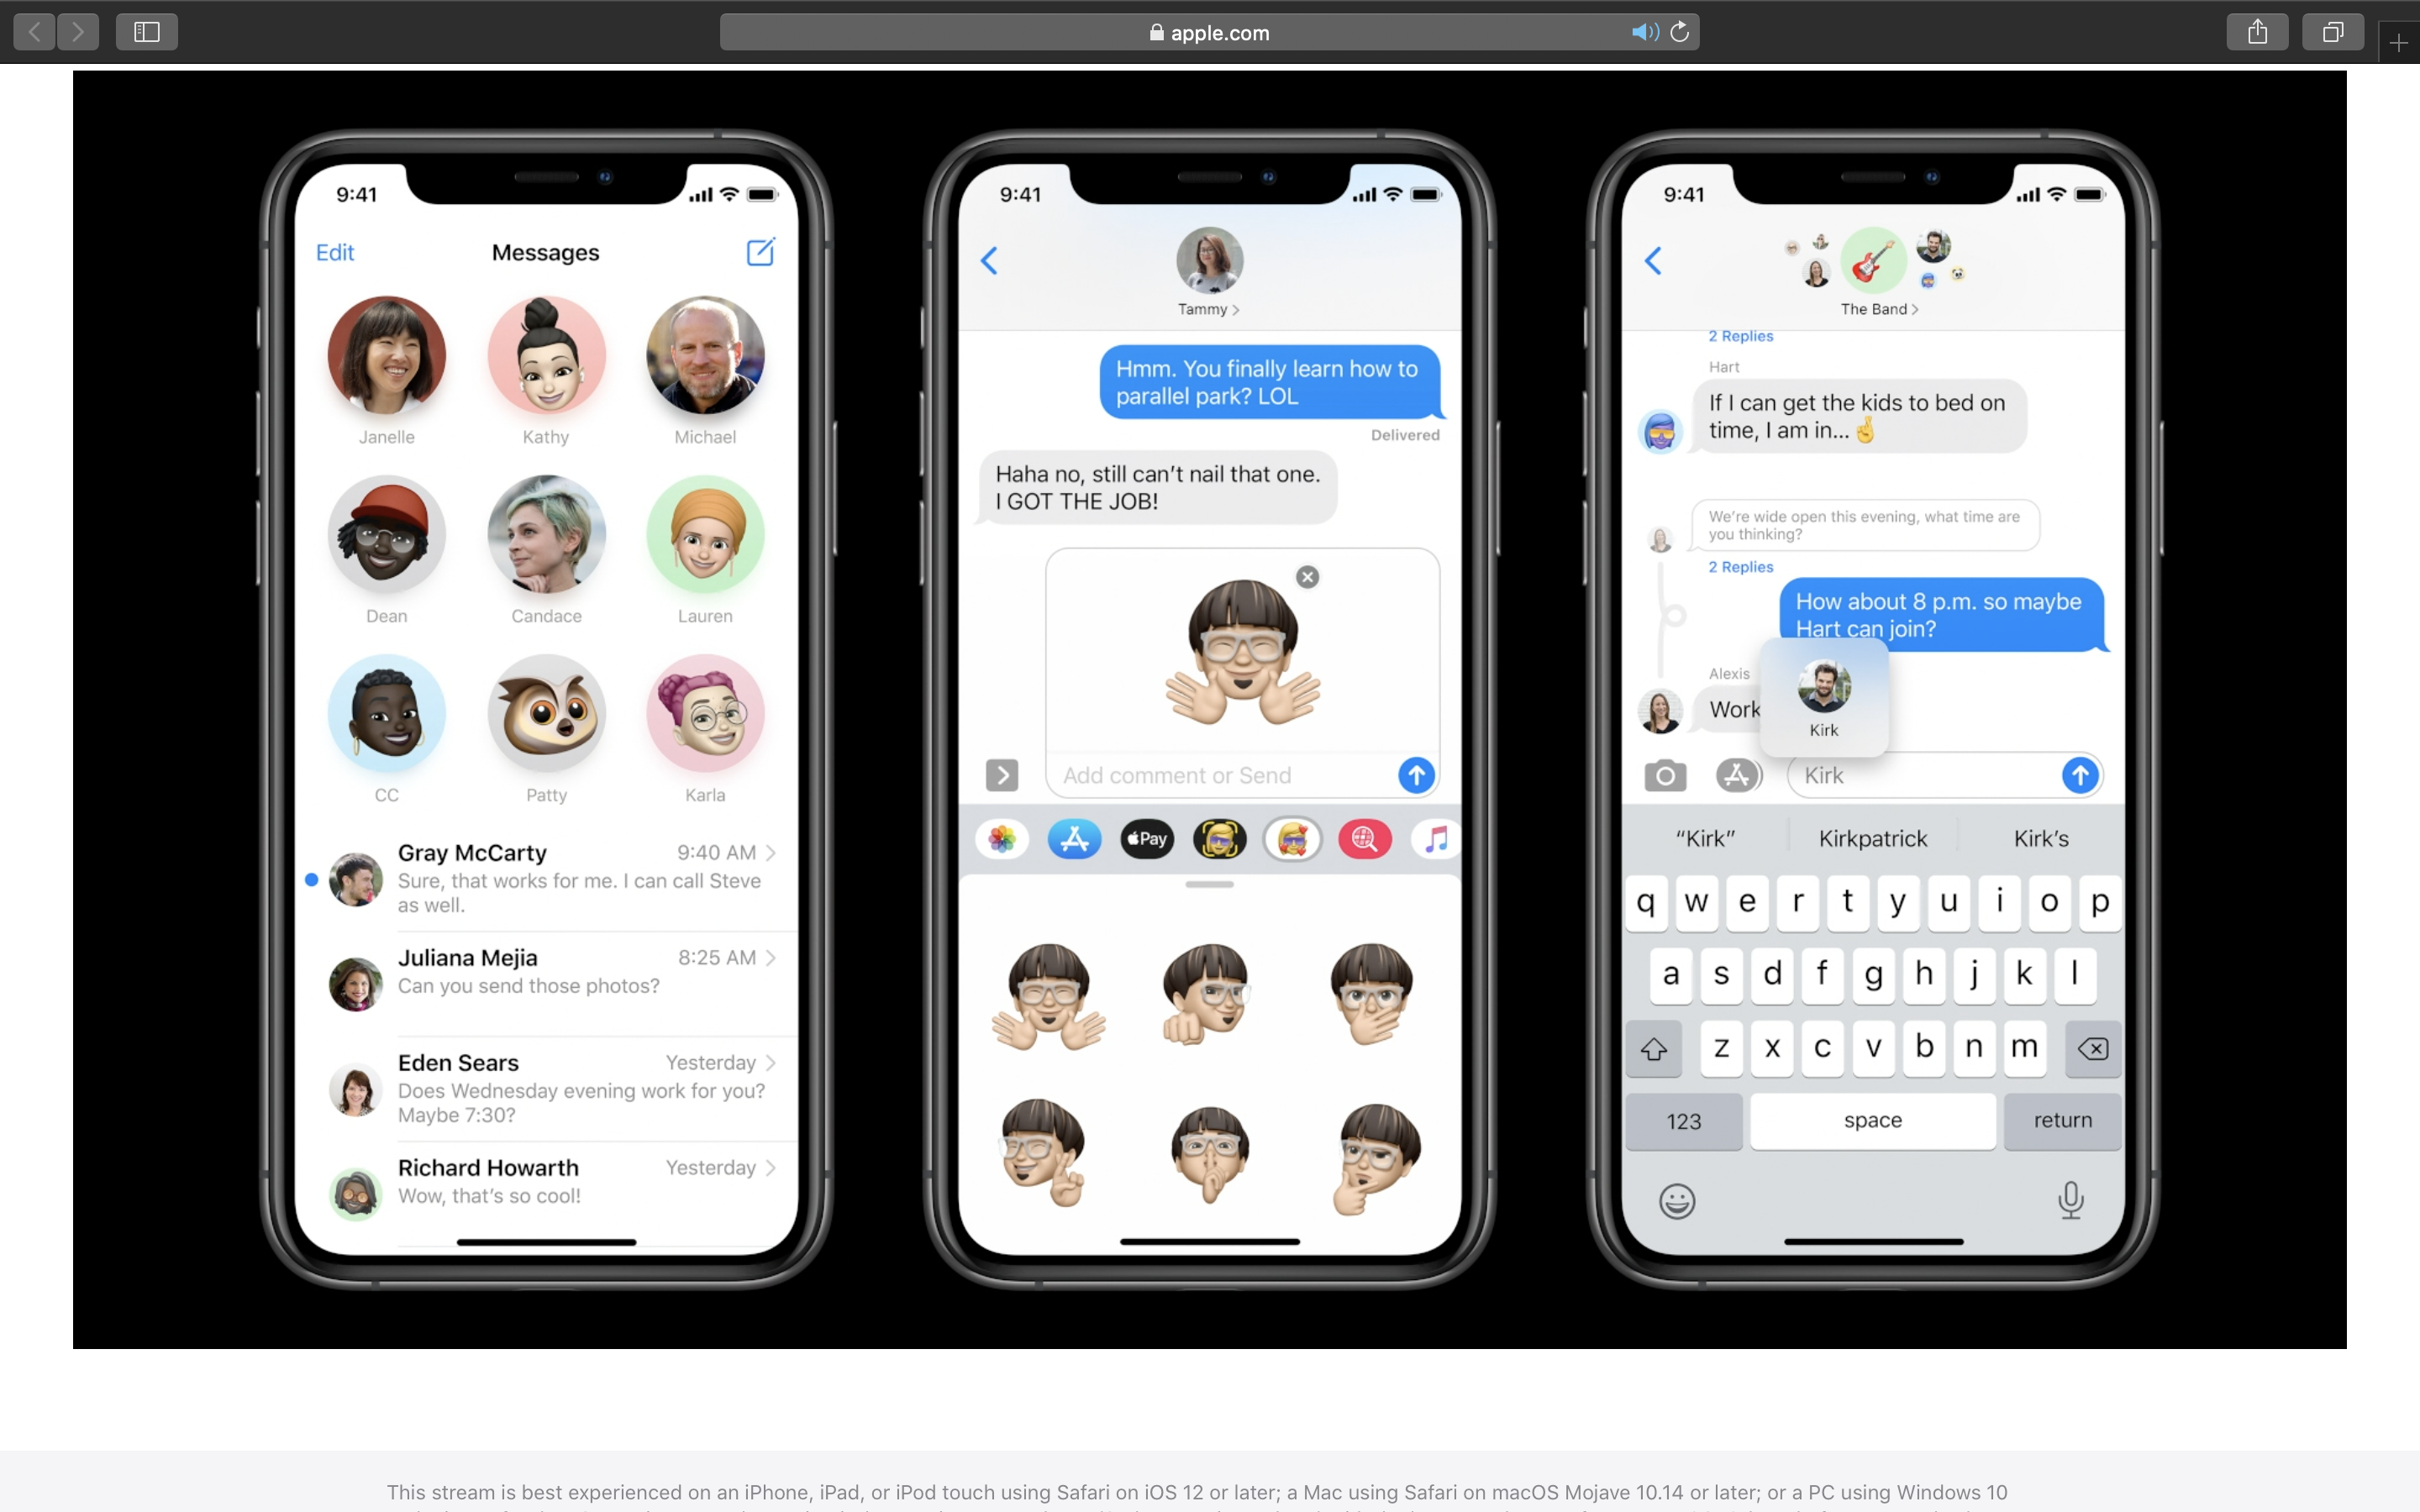 apple.com
9:41
Edit
Messages
Janelle
Kathy
Michael
Dean
Candace
Lauren
CC
Patty
Karla
Gray McCarty
9:40 AM
Sure, that works for me. I can call Steve
as well.
Juliana Mejia
8:25 AM
Can you send those photos?
Eden Sears
Yesterday
Does Wednesday evening work for you?
Maybe 7:30?
Richard Howarth
Yesterday
Wow, that's so cool!
9:41
Tammy
Hmm. You finally learn how to
parallel park? LOL
Delivered
Haha no, still can't nail that one.
I GOT THE JOB!
Add comment or Send
Pay
9:41
The Band
2 Replies
Hart
If I can get the kids to bed on
time, I am in...🤞
We're wide open this evening, what time are
you thinking?
2 Replies
How about 8 p.m. so maybe
Hart can join?
Alexis
Work
Kirk
Kirk
“Kirk”
Kirkpatrick
Kirk's
q w e r t y u i o p
a s d f g h j k l
z x c v b n m
123
space
return
This stream is best experienced on an iPhone, iPad, or iPod touch using Safari on iOS 12 or later; a Mac using Safari on macOS Mojave 10.14 or later; or a PC using Windows 10